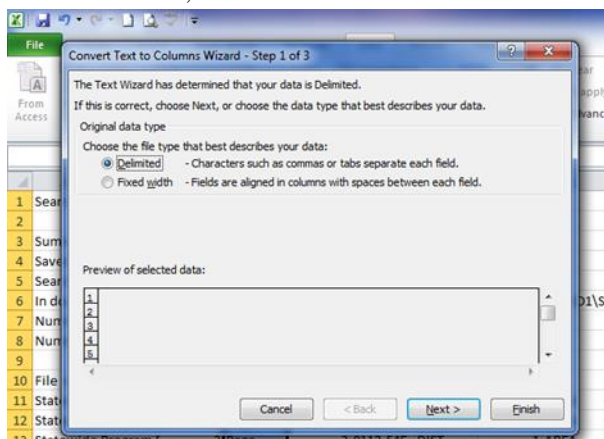 File
Convert Text to Columns Wizard - Step 1 of 3
The Text Wizard has determined that your data is Delimited.
If this is correct, choose Next, or choose the data type that best describes your data.
Original data type
Choose the file type that best describes your data:
Delimited - Characters such as commas or tabs separate each field.
Fixed width - Fields are aligned in columns with spaces between each field.
From
Access
1 Sear
2
3 Sum
4 Save
5 Sear
6 In do
7 Num
8 Num
9
10 File
11 Stat
12 Stat
Preview of selected data:
1
2
3
4
5
Cancel < Back Next > Finish